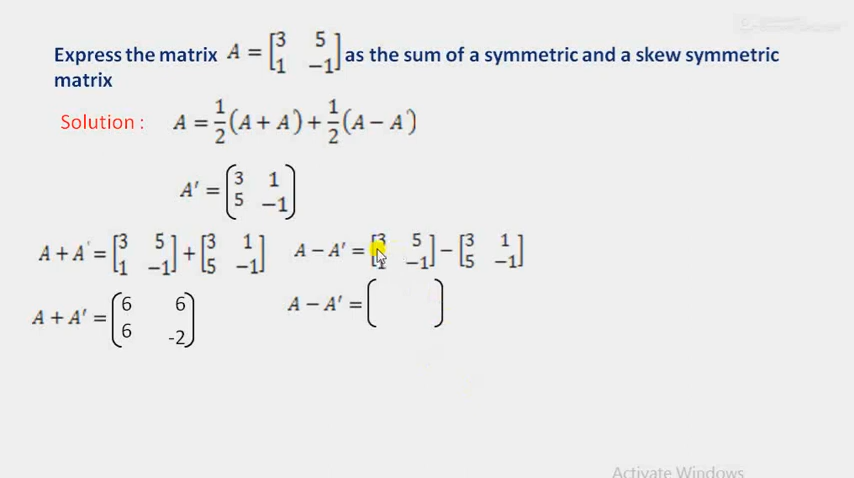 Express the matrix A = [3 5 1 −1] as the sum of a symmetric and a skew symmetric
matrix
Solution : A = 1/2 (A + A') + 1/2 (A − A')
A' = (3 1 5 −1)
A + A' = [3 5 1 −1] + [3 1 5 −1] A − A' = [3 5 1 −1] − [3 1 5 −1]
A + A' = (6 6 6 -2) A − A' = ( )
Activate Windows